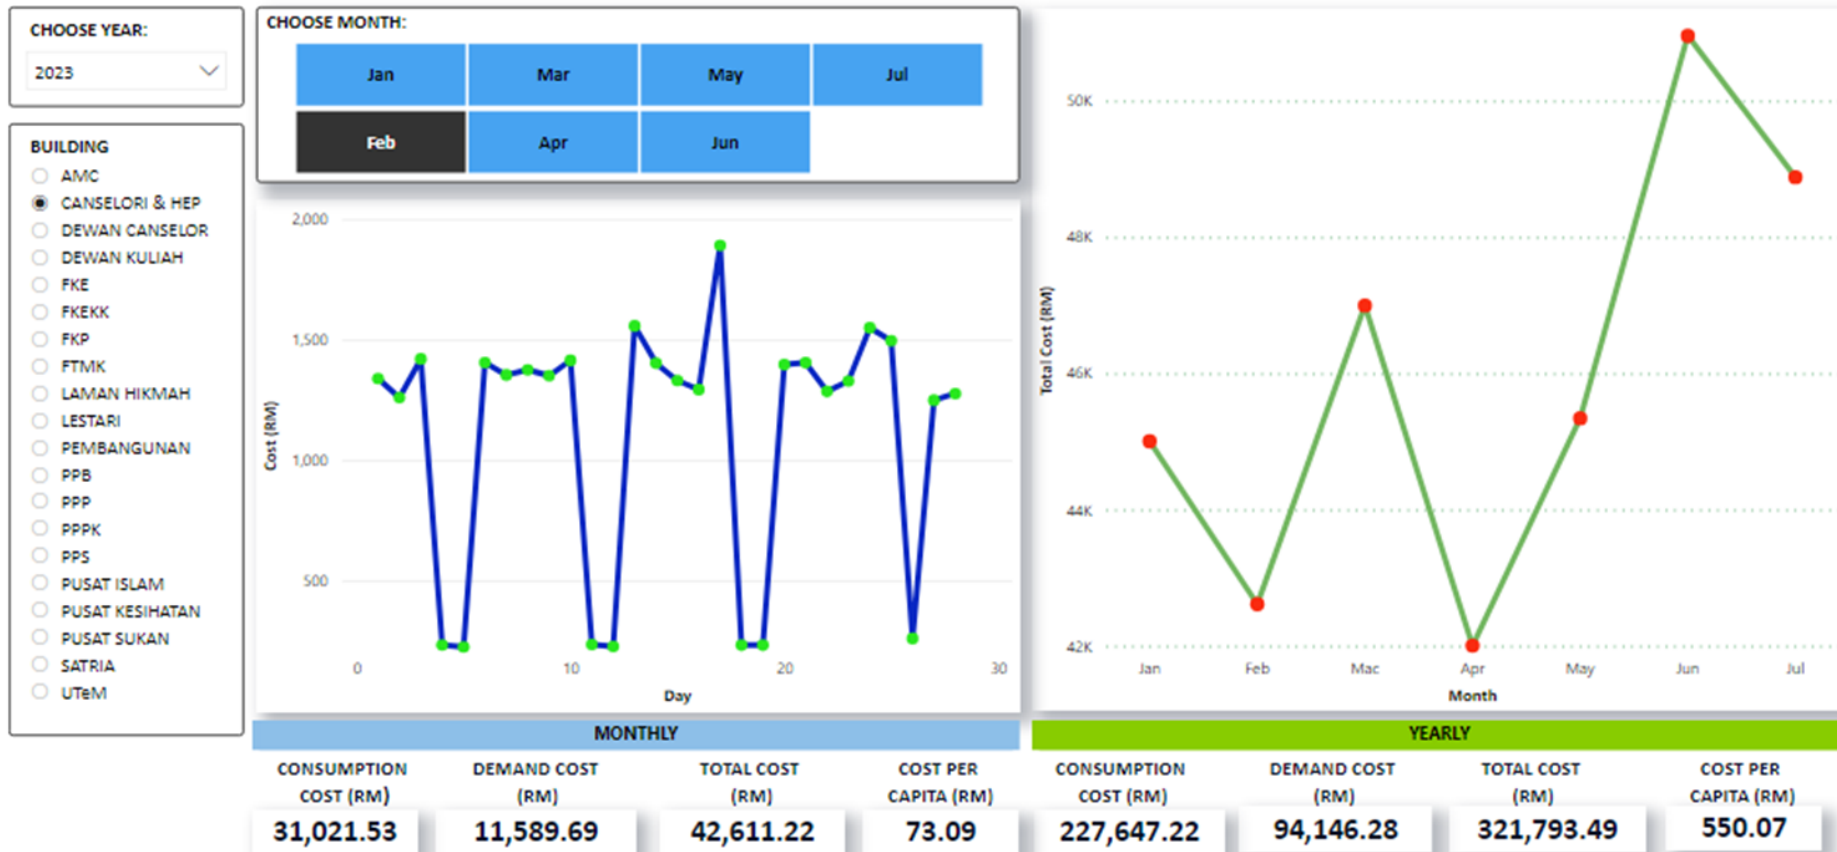 CHOOSE YEAR:
2023
BUILDING
AMC
CANSELORI & HEP
DEWAN CANSELOR
DEWAN KULIAH
FKE
FKEKK
FKP
FTMK
LAMAN HIKMAH
LESTARI
PEMBANGUNAN
PPB
PPP
PPPK
PPS
PUSAT ISLAM
PUSAT KESIHATAN
PUSAT SUKAN
SATRIA
UTeM
CHOOSE MONTH:
Jan Mar May Jul
Feb Apr Jun
2,000
1,500
1,000
500
Cost (RM)
0 10 20 30
Day
50K
48K
46K
44K
42K
Total Cost (RM)
Jan Feb Mac Apr May Jun Jul
Month
MONTHLY
CONSUMPTION COST (RM)
31,021.53
DEMAND COST (RM)
11,589.69
TOTAL COST (RM)
42,611.22
COST PER CAPITA (RM)
73.09
YEARLY
CONSUMPTION COST (RM)
227,647.22
DEMAND COST (RM)
94,146.28
TOTAL COST (RM)
321,793.49
COST PER CAPITA (RM)
550.07